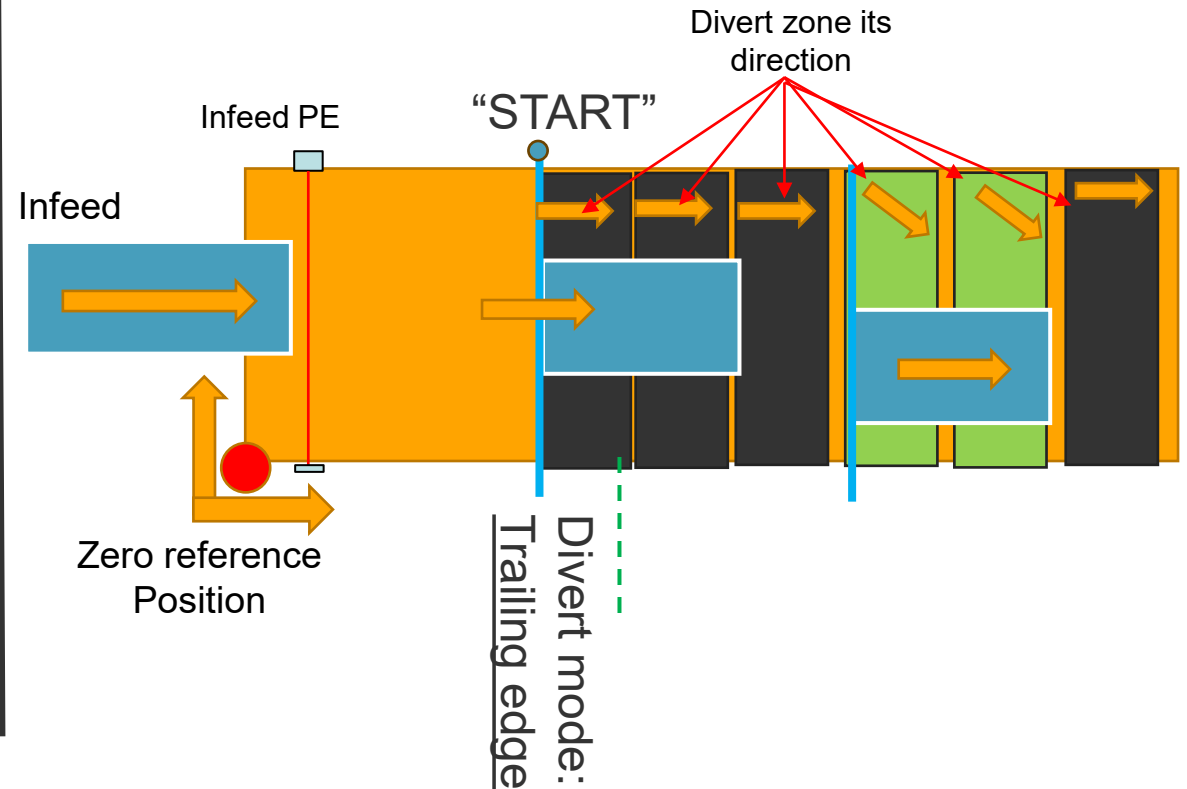 Divert zone its
direction
“START”
Infeed PE
Infeed
Zero reference
Position
Divert mode:
Trailing edge